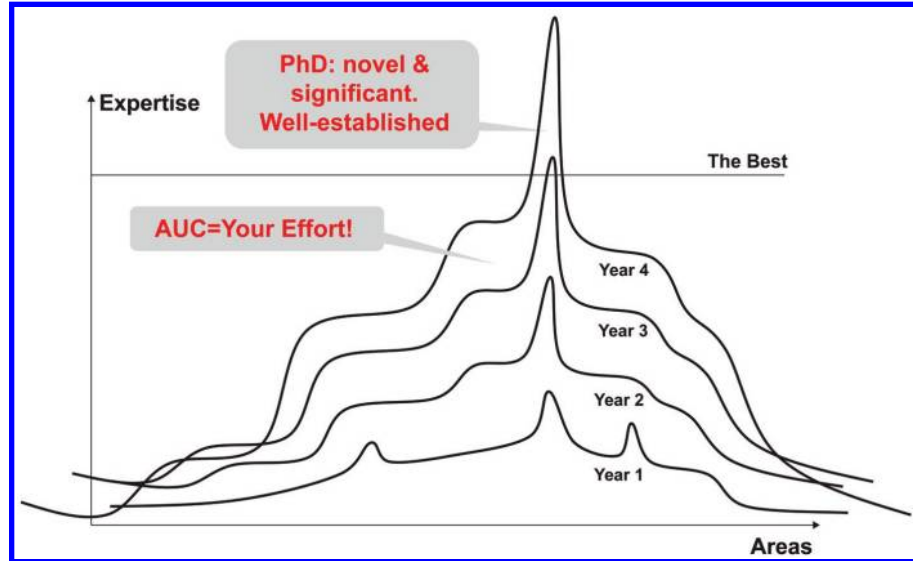 PhD: novel &
significant.
Well-established
Expertise
The Best
AUC=Your Effort!
Year 4
Year 3
Year 2
Year 1
Areas